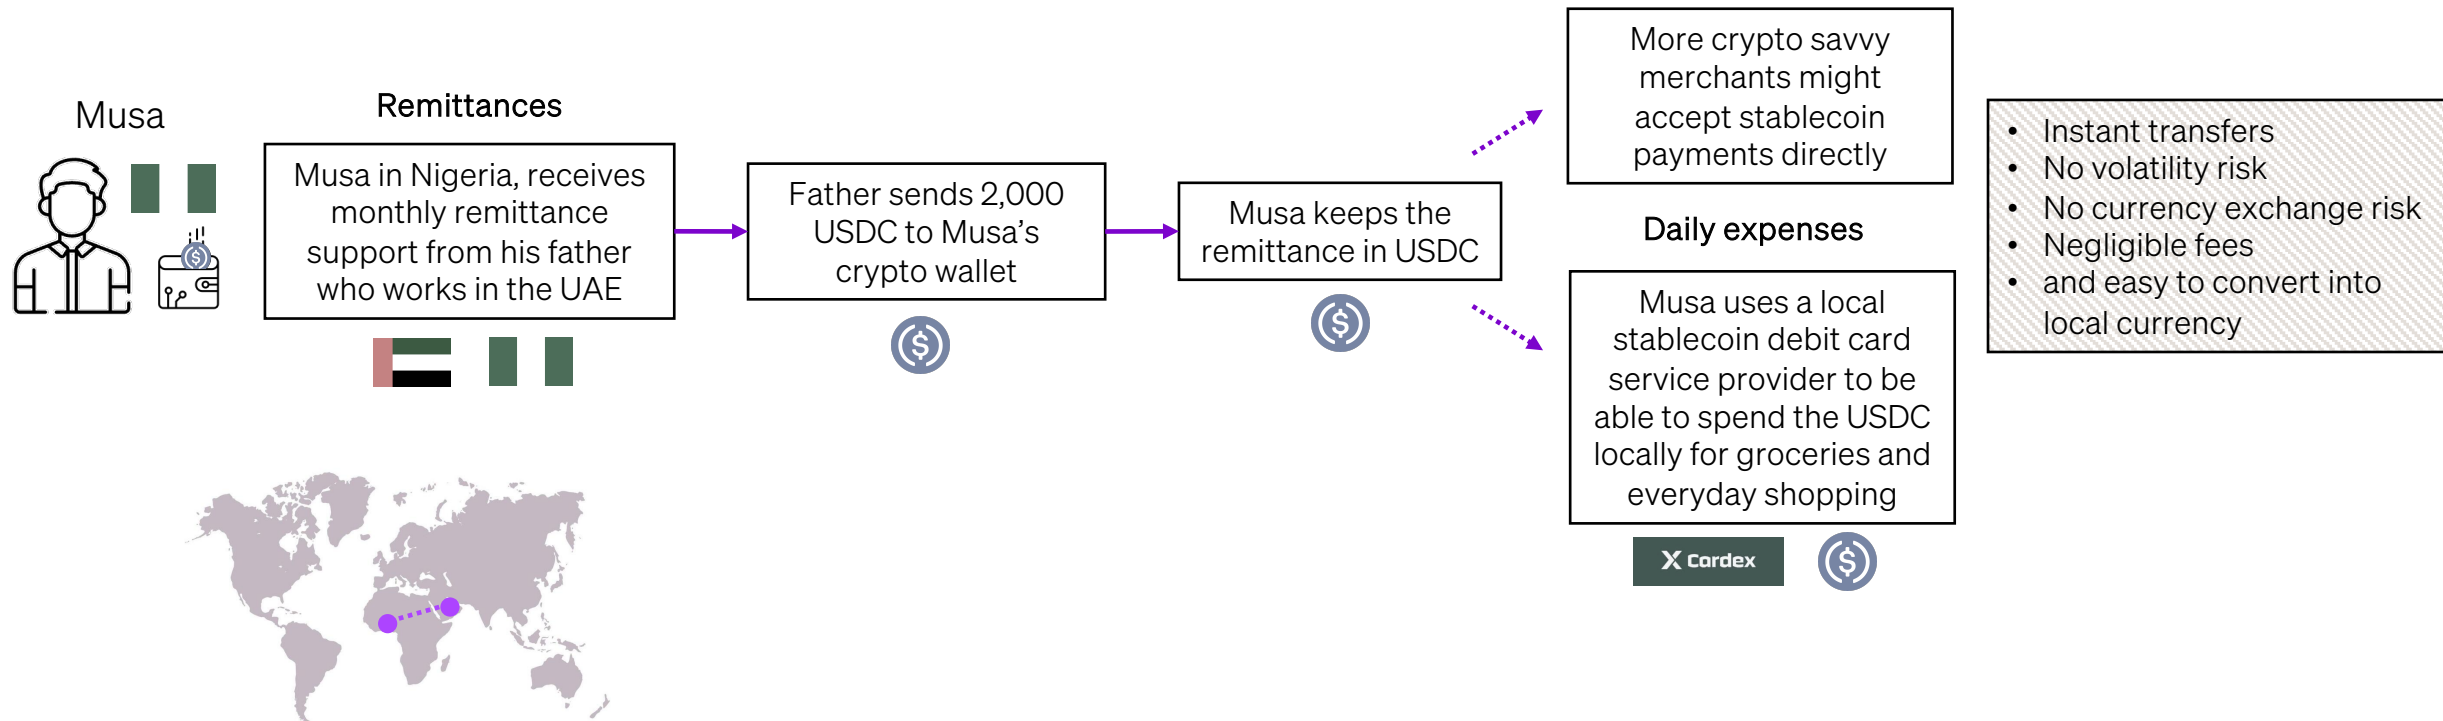 Musa
Remittances
Musa in Nigeria, receives
monthly remittance
support from his father
who works in the UAE
Father sends 2,000
USDC to Musa’s
crypto wallet
Musa keeps the
remittance in USDC
More crypto savvy
merchants might
accept stablecoin
payments directly
Daily expenses
Musa uses a local
stablecoin debit card
service provider to be
able to spend the USDC
locally for groceries and
everyday shopping
X Cardex
• Instant transfers
• No volatility risk
• No currency exchange risk
• Negligible fees
• and easy to convert into
local currency